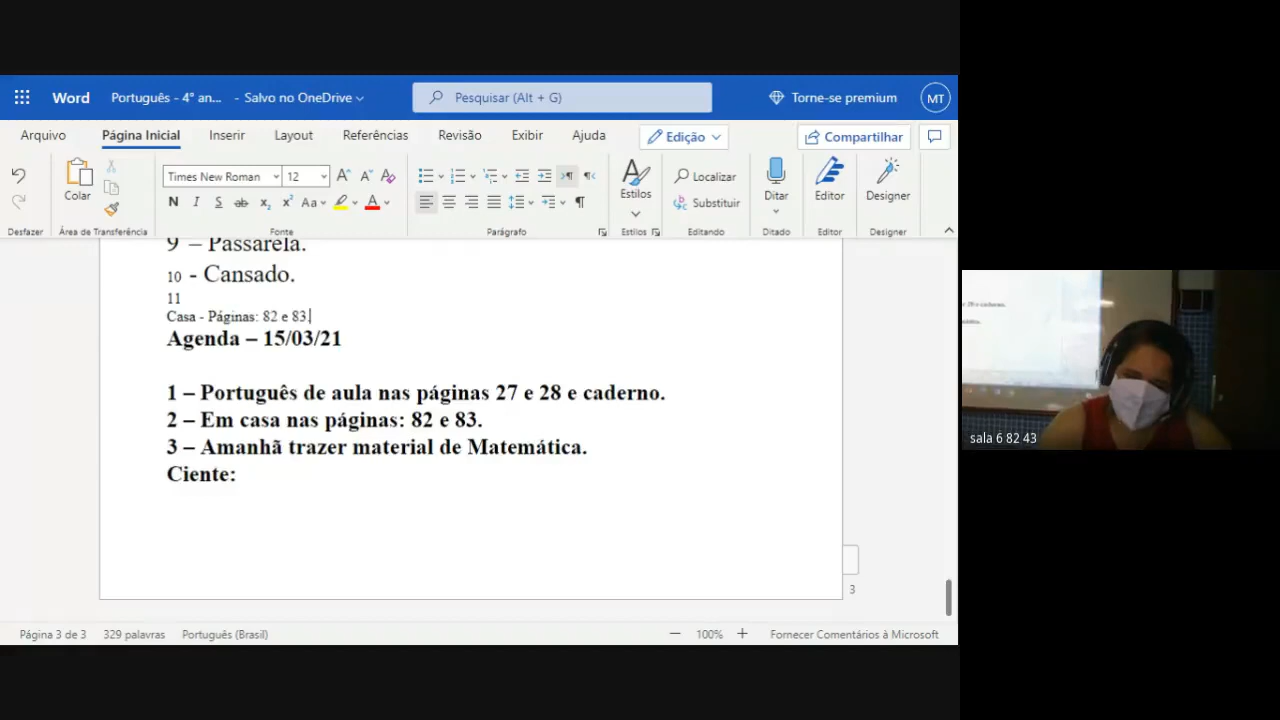 Word Português - 4° an... - Salvo no OneDrive Pesquisar (Alt + G) Torne-se premium MT
Arquivo Página Inicial Inserir Layout Referências Revisão Exibir Ajuda Edição Compartilhar
Times New Roman 12
Colar Estilos Localizar Substituir Ditar Editor Designer
N I S ab x₂ x² Aa A
Desfazer Área de Transferência Fonte Parágrafo Estilos Editando Ditado Editor Designer
9 – Passarela.
10 - Cansado.
11
Casa - Páginas: 82 e 83
Agenda – 15/03/21
1 – Português de aula nas páginas 27 e 28 e caderno.
2 – Em casa nas páginas: 82 e 83.
3 – Amanhã trazer material de Matemática.
Ciente:
3
Página 3 de 3 329 palavras Português (Brasil) 100% Fornecer Comentários à Microsoft
sala 6 82 43